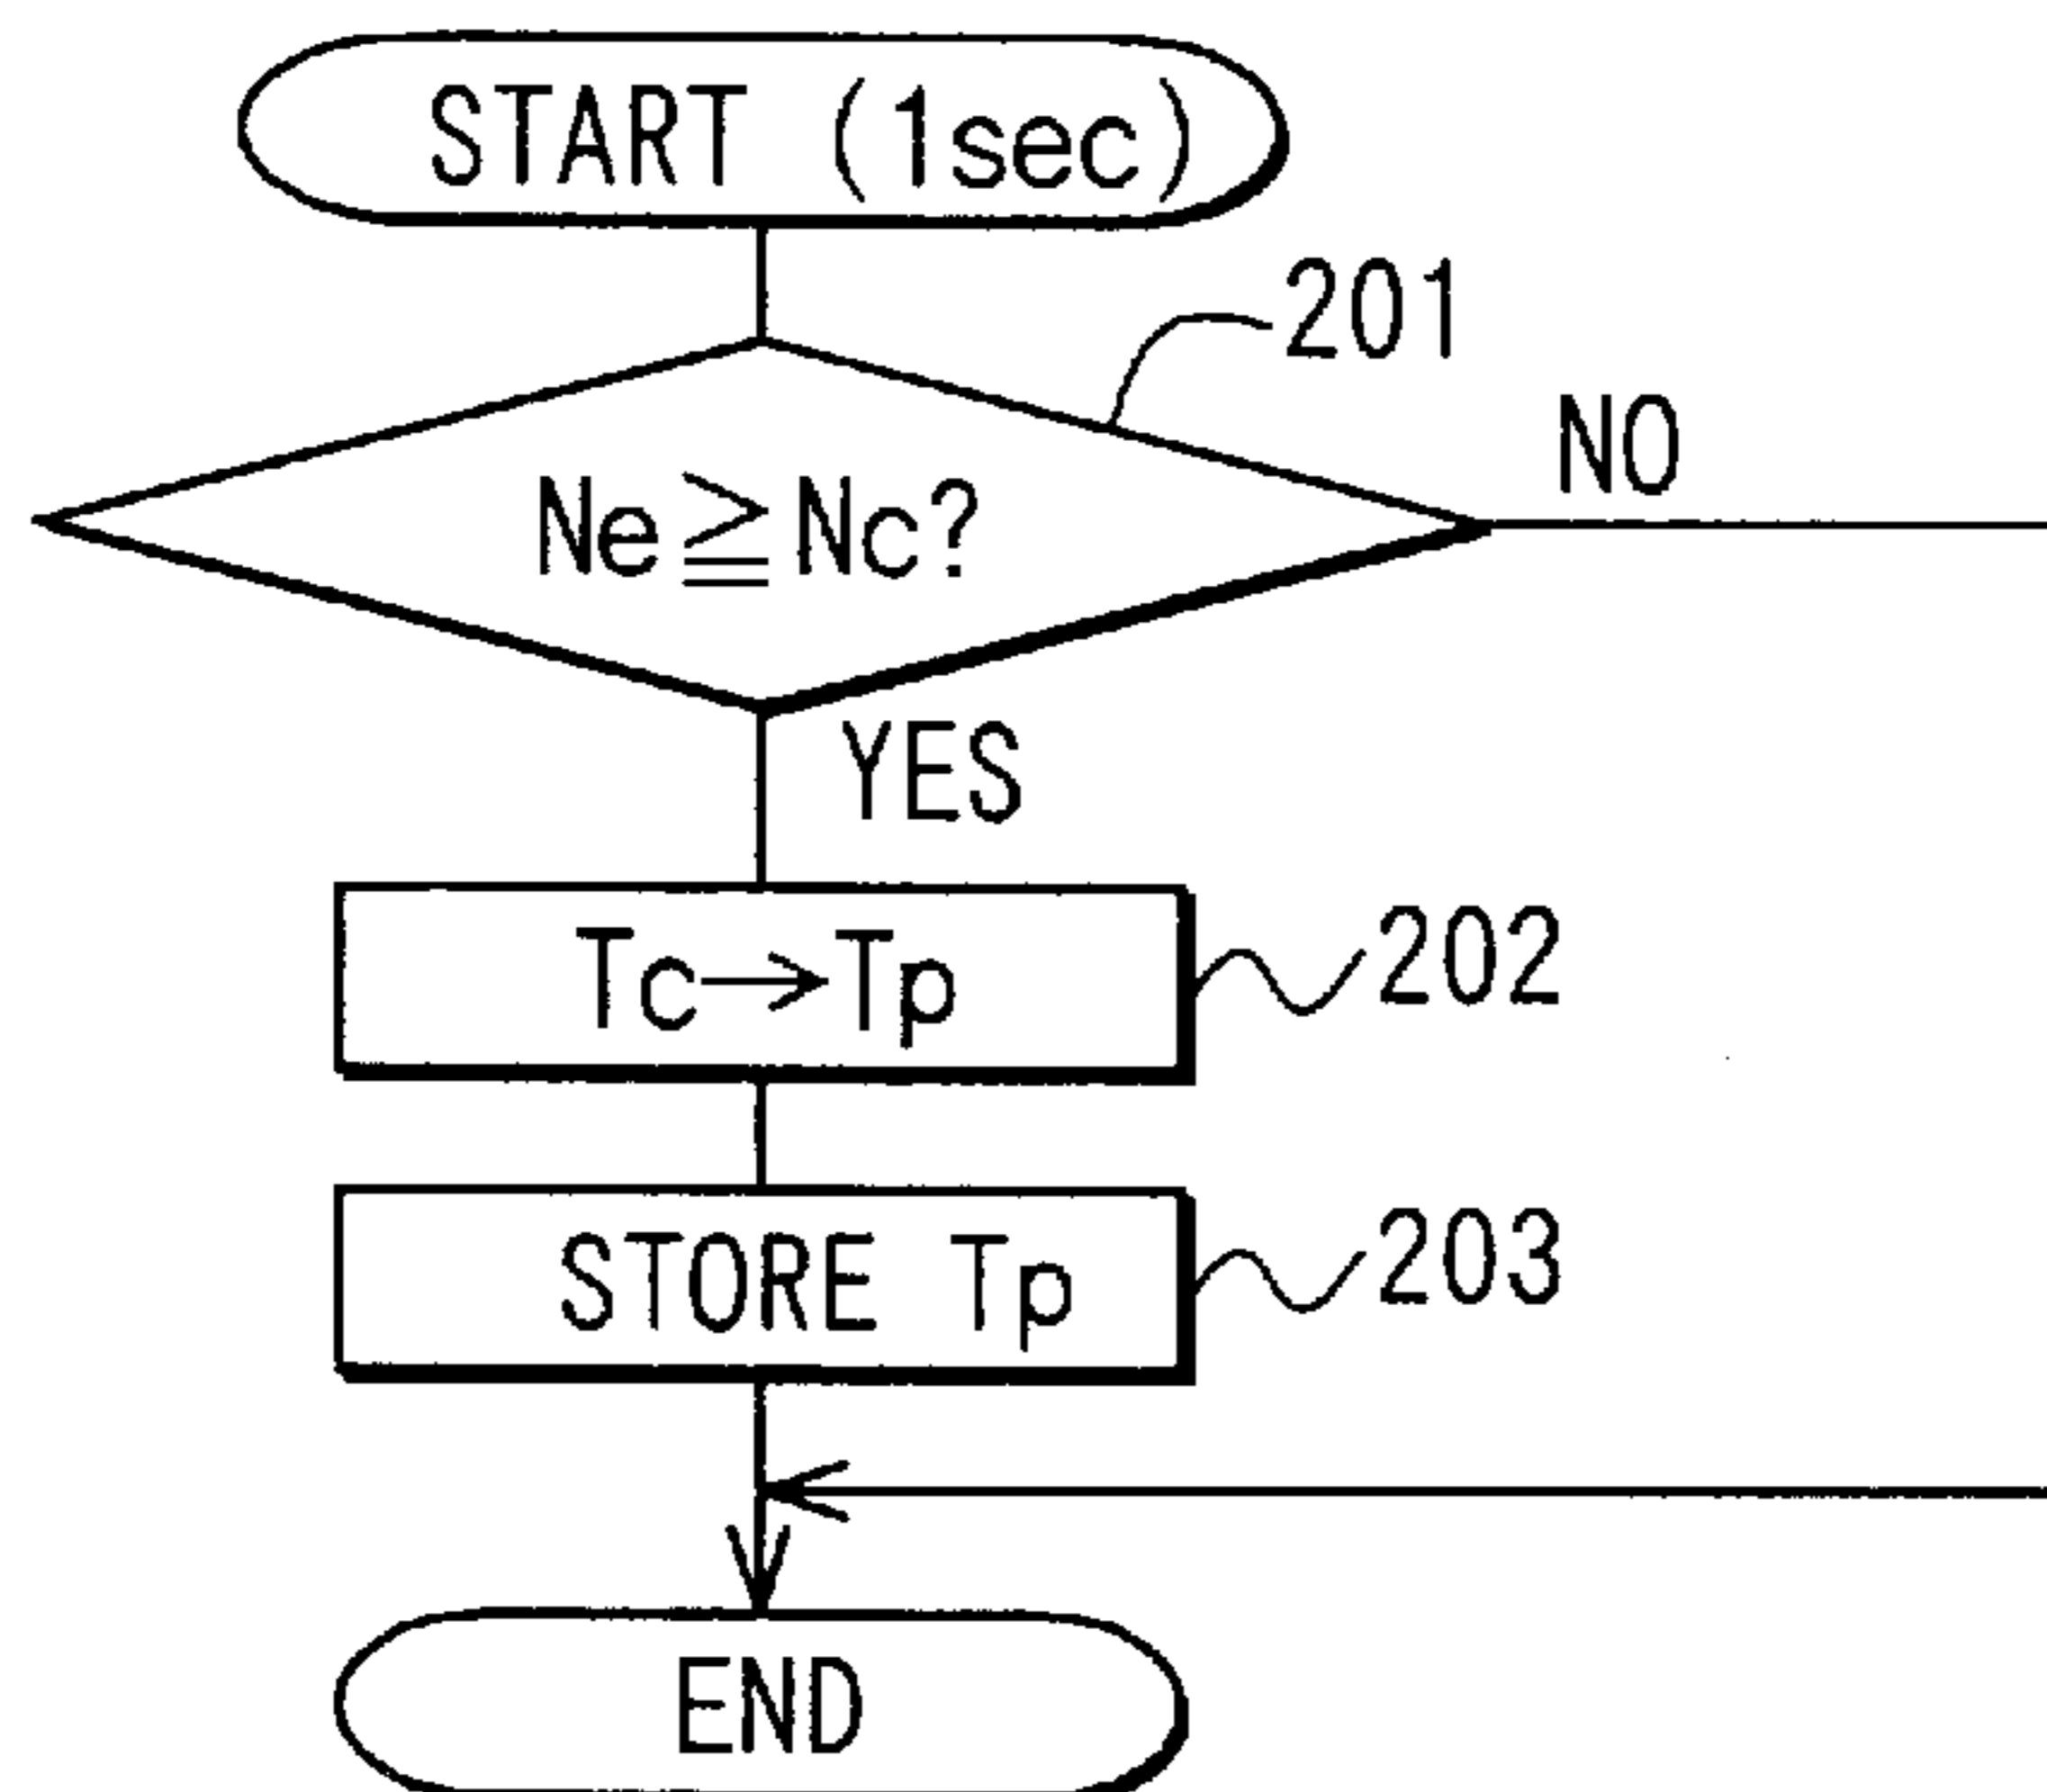 START (1sec)
201
NO
Ne≧Nc?
YES
Tc→Tp
202
STORE Tp
203
END